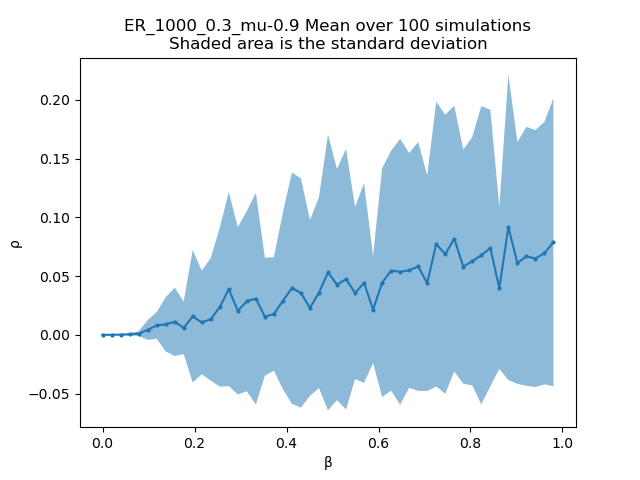 ER_1000_0.3_mu-0.9 Mean over 100 simulations
Shaded area is the standard deviation
0.20
0.15
0.10
0.05
0.00
−0.05
ρ
0.0 0.2 0.4 0.6 0.8 1.0
β